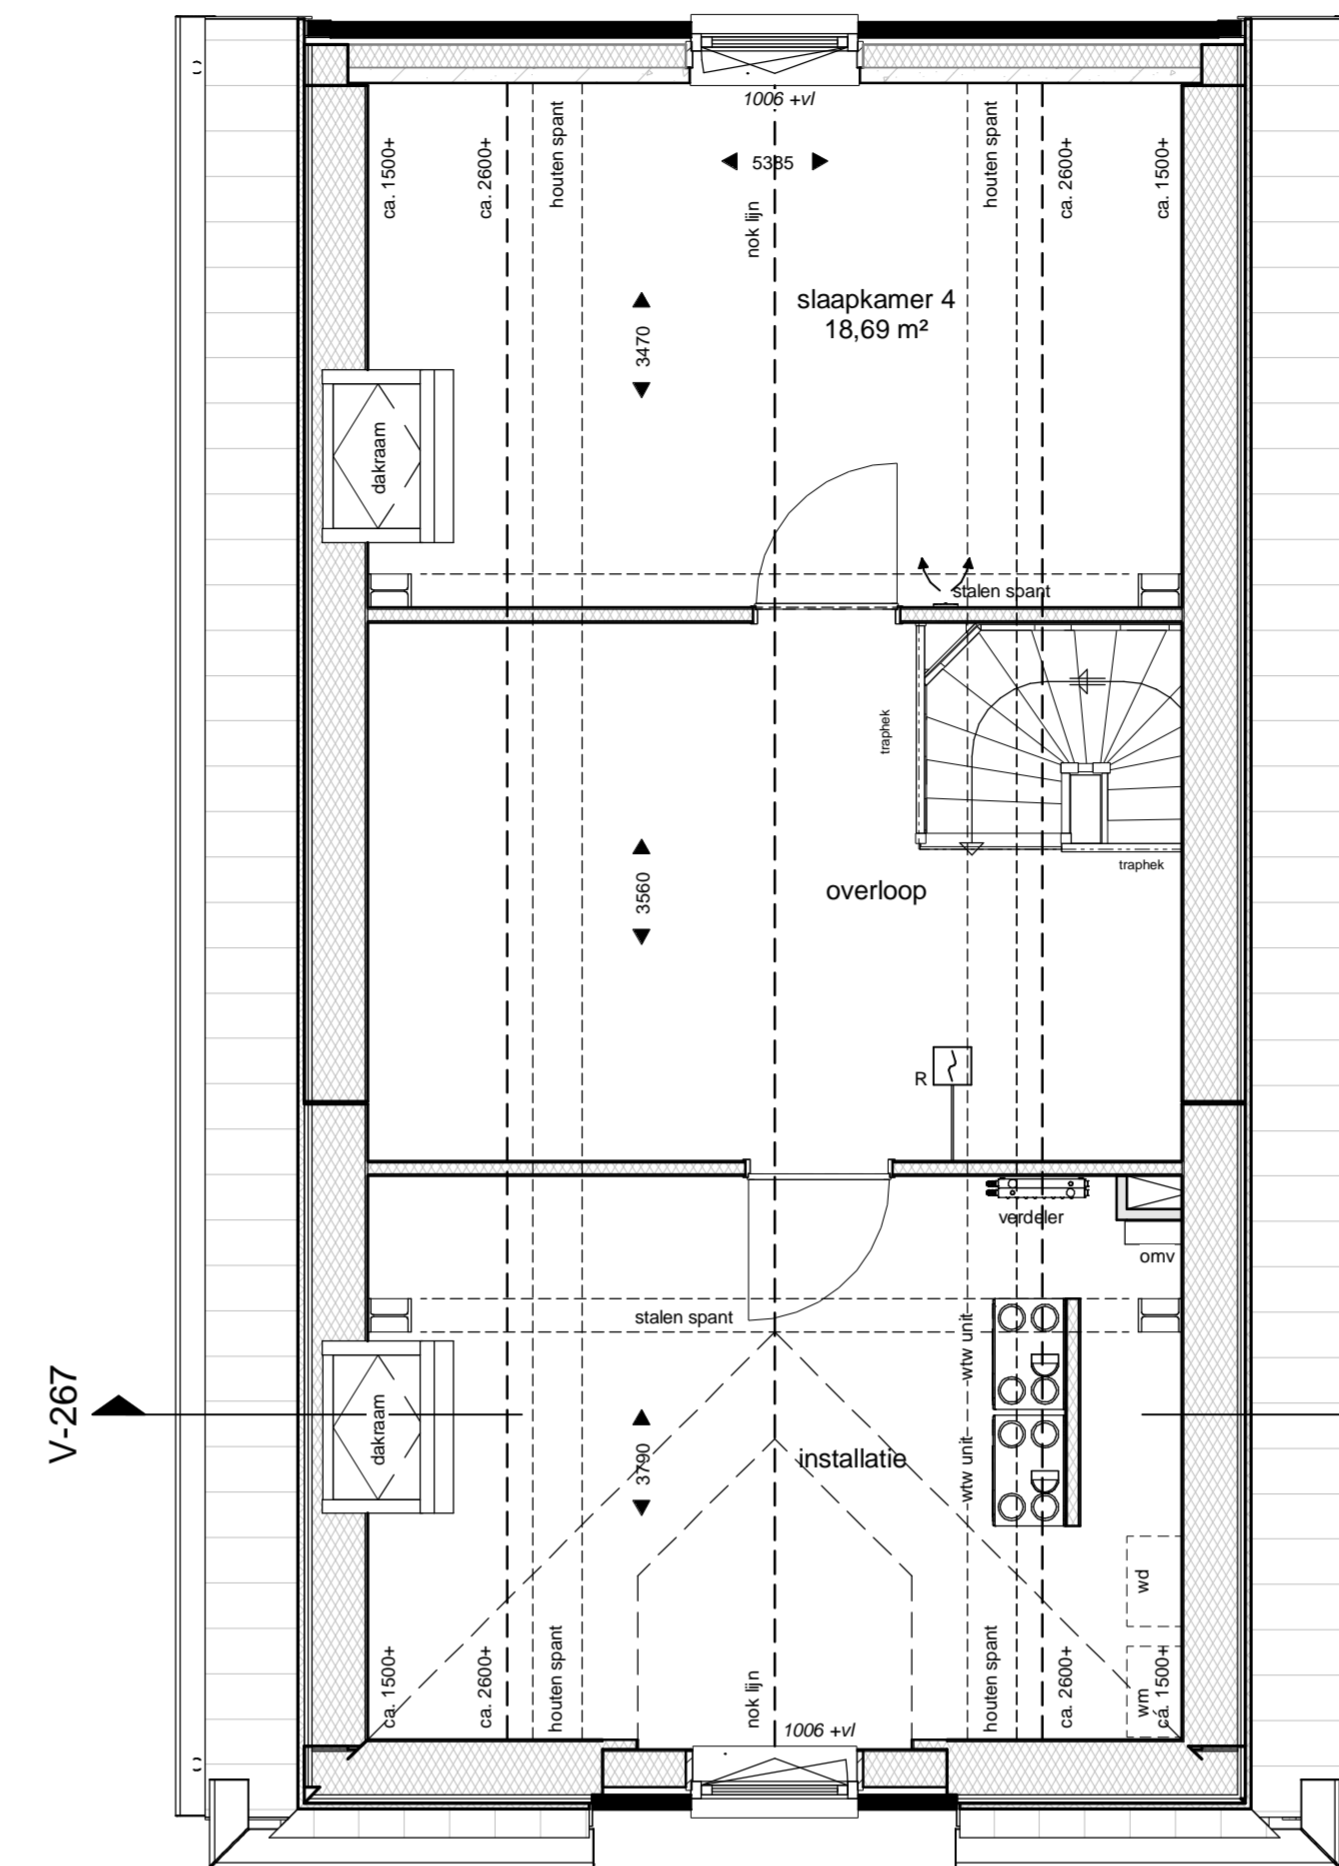 1006 +vl
5385
ca. 1500+
ca. 2600+
houten spant
nok lijn
houten spant
ca. 2600+
ca. 1500+
slaapkamer 4
18,69 m²
3470
dakraam
stalen spant
traphek
traphek
3560
overloop
R
verdeler
omv
stalen spant
wtw unit
V-267
dakraam
3790
installatie
wtw unit
wd
ca. 1500+
ca. 2600+
houten spant
nok lijn
houten spant
ca. 2600+
wm
ca. 1500+
1006 +vl